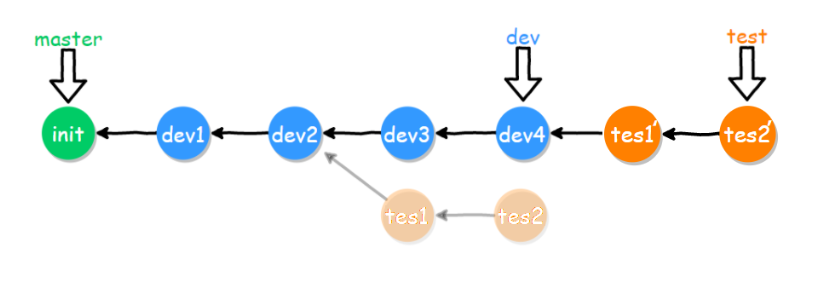 master dev test
init dev1 dev2 dev3 dev4 tes1' tes2'
tes1 tes2